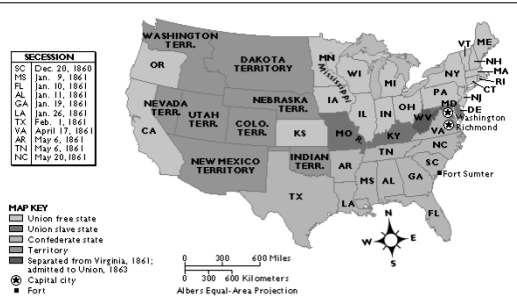 SECESSION
SC Dec. 20, 1860
MS Jan. 9, 1861
FL Jan. 10, 1861
AL Jan. 11, 1861
GA Jan. 19, 1861
LA Jan. 26, 1861
TX Feb. 1, 1861
VA April 17, 1861
AR May 6, 1861
TN May 6, 1861
NC May 20, 1861
WASHINGTON
TERR.
OR
DAKOTA
TERRITORY
MN
Mississippi
R.
WI
MI
VT
ME
NH
MA
RI
CT
NY
PA
NJ
DE
MD
Washington
Richmond
NEVADA
TERR.
UTAH
TERR.
NEBRASKA
TERR.
IA
IL
IN
OH
WV
VA
CA
COLO.
TERR.
KS
MO
KY
NC
TN
NEW MEXICO
TERRITORY
INDIAN
TERR.
AR
SC
Fort Sumter
MS
AL
GA
TX
LA
FL
MAP KEY
Union free state
Union slave state
Confederate state
Territory
Separated from Virginia, 1861;
admitted to Union, 1863
Capital city
Fort
N
W
E
S
0 300 600 Miles
0 300 600 Kilometers
Albers Equal-Area Projection